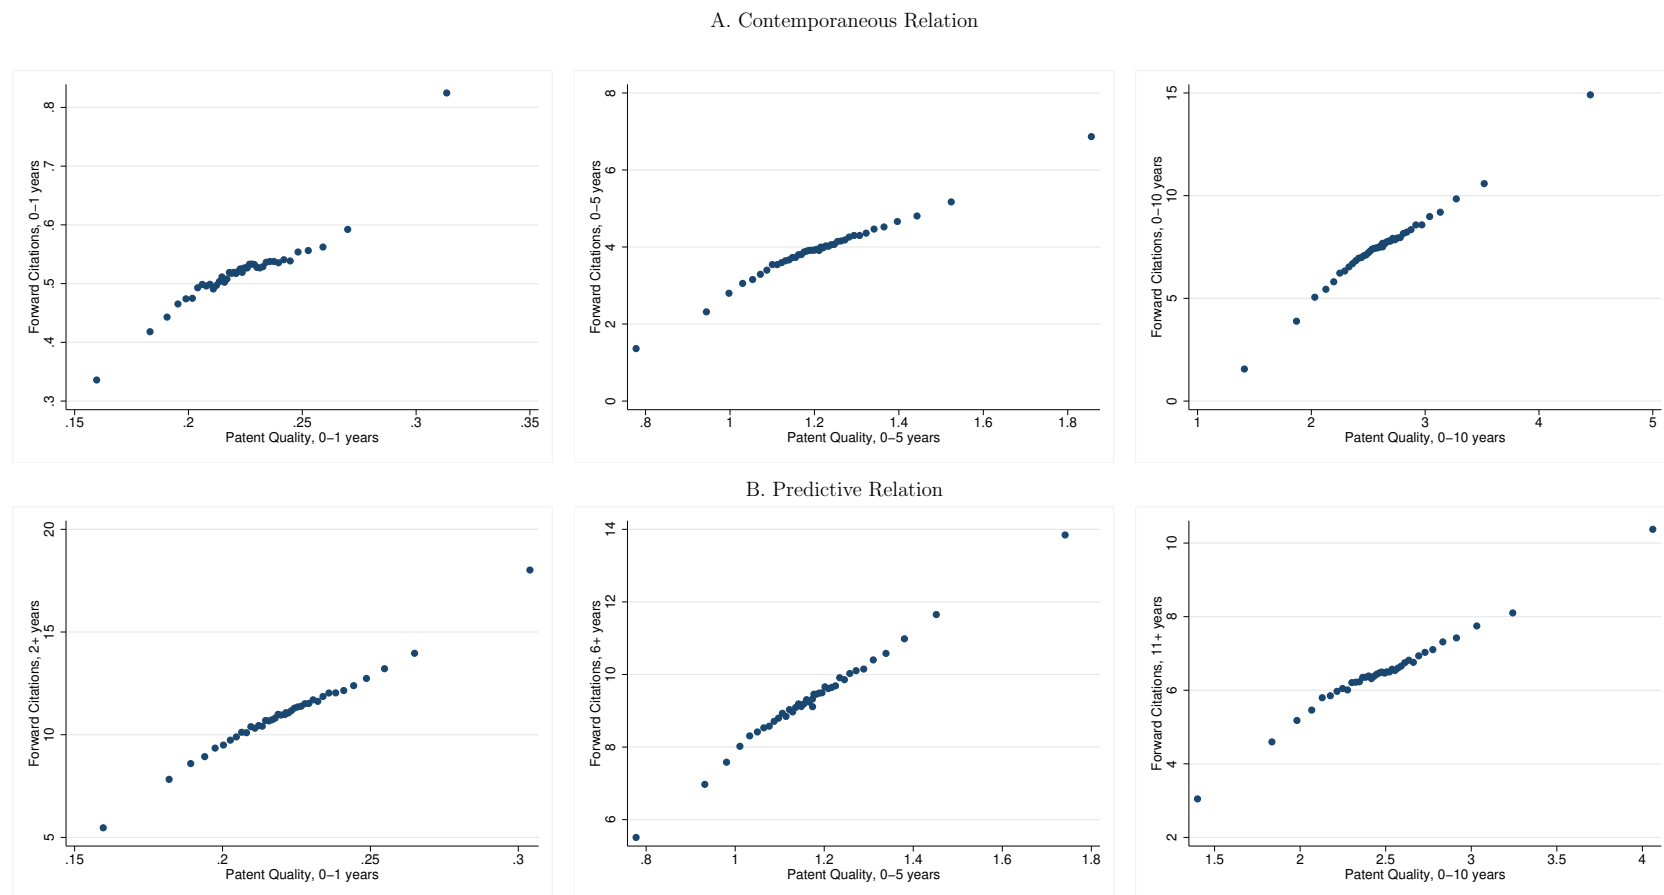 A. Contemporaneous Relation
Forward Citations, 0−1 years
.8
.7
.6
.5
.4
.3
.15 .2 .25 .3 .35
Patent Quality, 0−1 years
Forward Citations, 0−5 years
8
6
4
2
0
.8 1 1.2 1.4 1.6 1.8
Patent Quality, 0−5 years
Forward Citations, 0−10 years
15
10
5
0
1 2 3 4 5
Patent Quality, 0−10 years
B. Predictive Relation
Forward Citations, 2+ years
20
15
10
5
.15 .2 .25 .3
Patent Quality, 0−1 years
Forward Citations, 6+ years
14
12
10
8
6
.8 1 1.2 1.4 1.6 1.8
Patent Quality, 0−5 years
Forward Citations, 11+ years
10
8
6
4
2
1.5 2 2.5 3 3.5 4
Patent Quality, 0−10 years